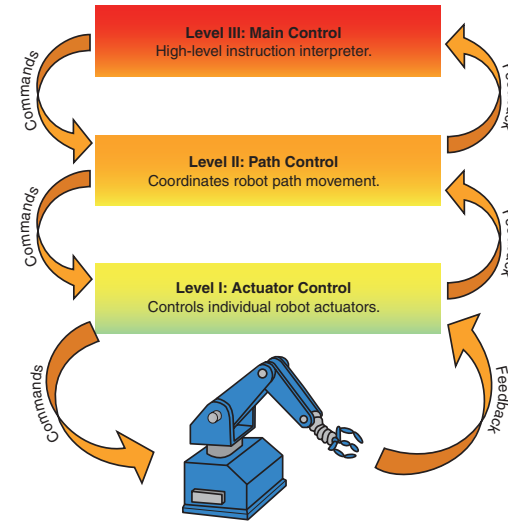 Level III: Main Control
High-level instruction interpreter.
Commands
Level II: Path Control
Coordinates robot path movement.
Commands
Level I: Actuator Control
Controls individual robot actuators.
Commands
Feedback